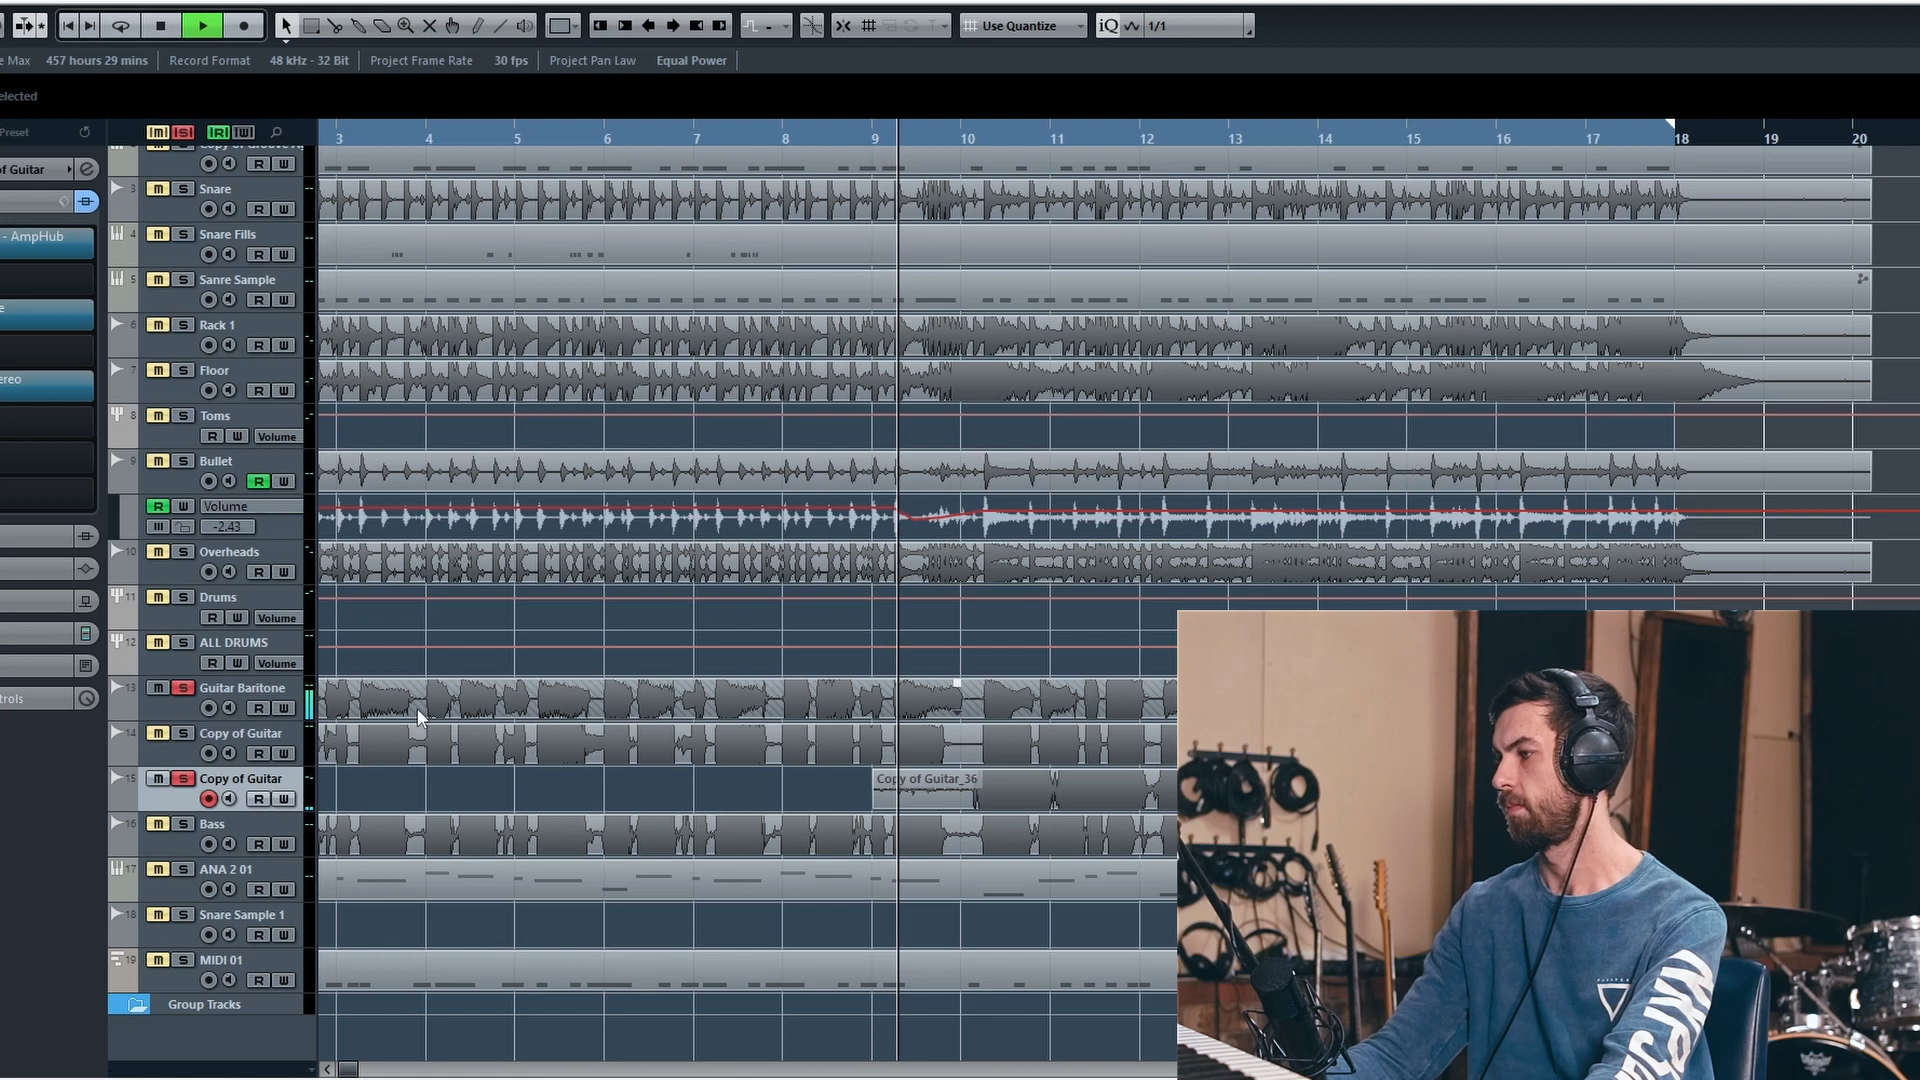 Use Quantize
iQ
1/1
e Max
457 hours 29 mins
Record Format
48 kHz - 32 Bit
Project Frame Rate
30 fps
Project Pan Law
Equal Power
elected
Preset
of Guitar
- AmpHub
e
ereo
trols
3 4 5 6 7 8 9 10 11 12 13 14 15 16 17 18 19 20
R W
3 m S Snare
R W
4 m S Snare Fills
R W
5 m S Sanre Sample
R W
6 m S Rack 1
R W
7 m S Floor
R W
8 m S Toms
R W Volume
9 m S Bullet
R W
R W Volume
-2.43
10 m S Overheads
R W
11 m S Drums
R W Volume
12 m S ALL DRUMS
R W Volume
13 m S Guitar Baritone
R W
14 m S Copy of Guitar
R W
15 m S Copy of Guitar
R W
Copy of Guitar_36
16 m S Bass
R W
17 m S ANA 2 01
R W
18 m S Snare Sample 1
R W
19 m S MIDI 01
R W
Group Tracks